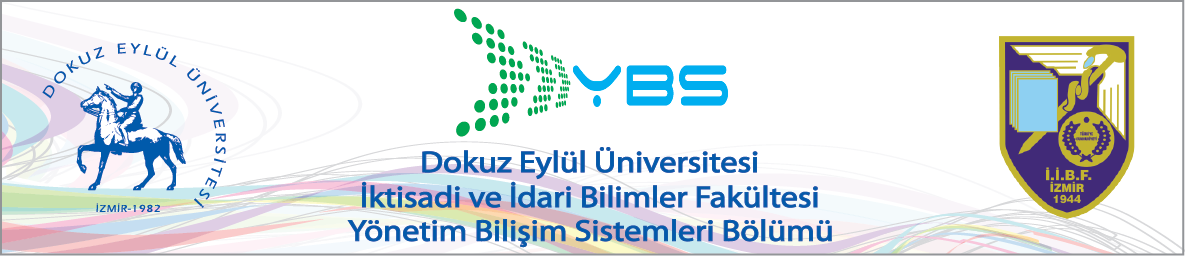 DOKUZ EYLÜL ÜNİVERSİTESİ
İZMİR-1982
YBS
Dokuz Eylül Üniversitesi
İktisadi ve İdari Bilimler Fakültesi
Yönetim Bilişim Sistemleri Bölümü
İ.İ.B.F.
İZMİR
1944